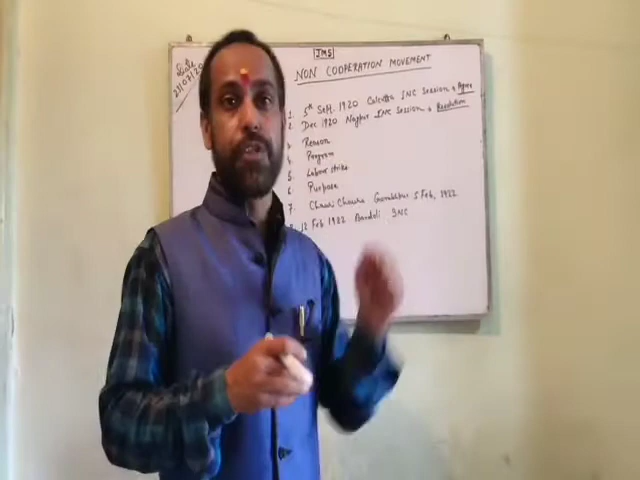 Date
JMS
NON COOPERATION MOVEMENT
1 5th Sept. 1920 Calcutta INC Session & Agree
2 Dec 1920 Nagpur INC Session & Resolution
3 Reason
4 Program
5. Labour strike
6 Purpose
7. Chauri Chaura Gorakhpur 5 Feb, 1922
8. 12 Feb 1922 Bardoli INC